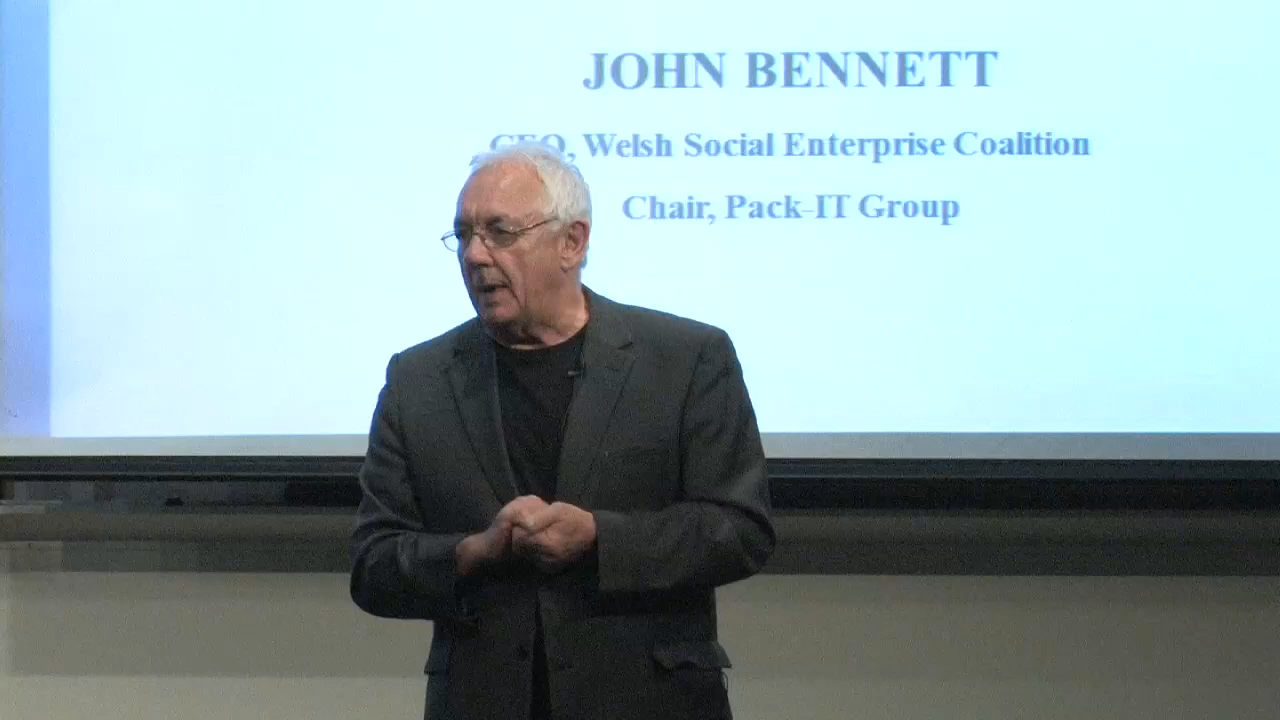 JOHN BENNETT
CEO, Welsh Social Enterprise Coalition
Chair, Pack-IT Group